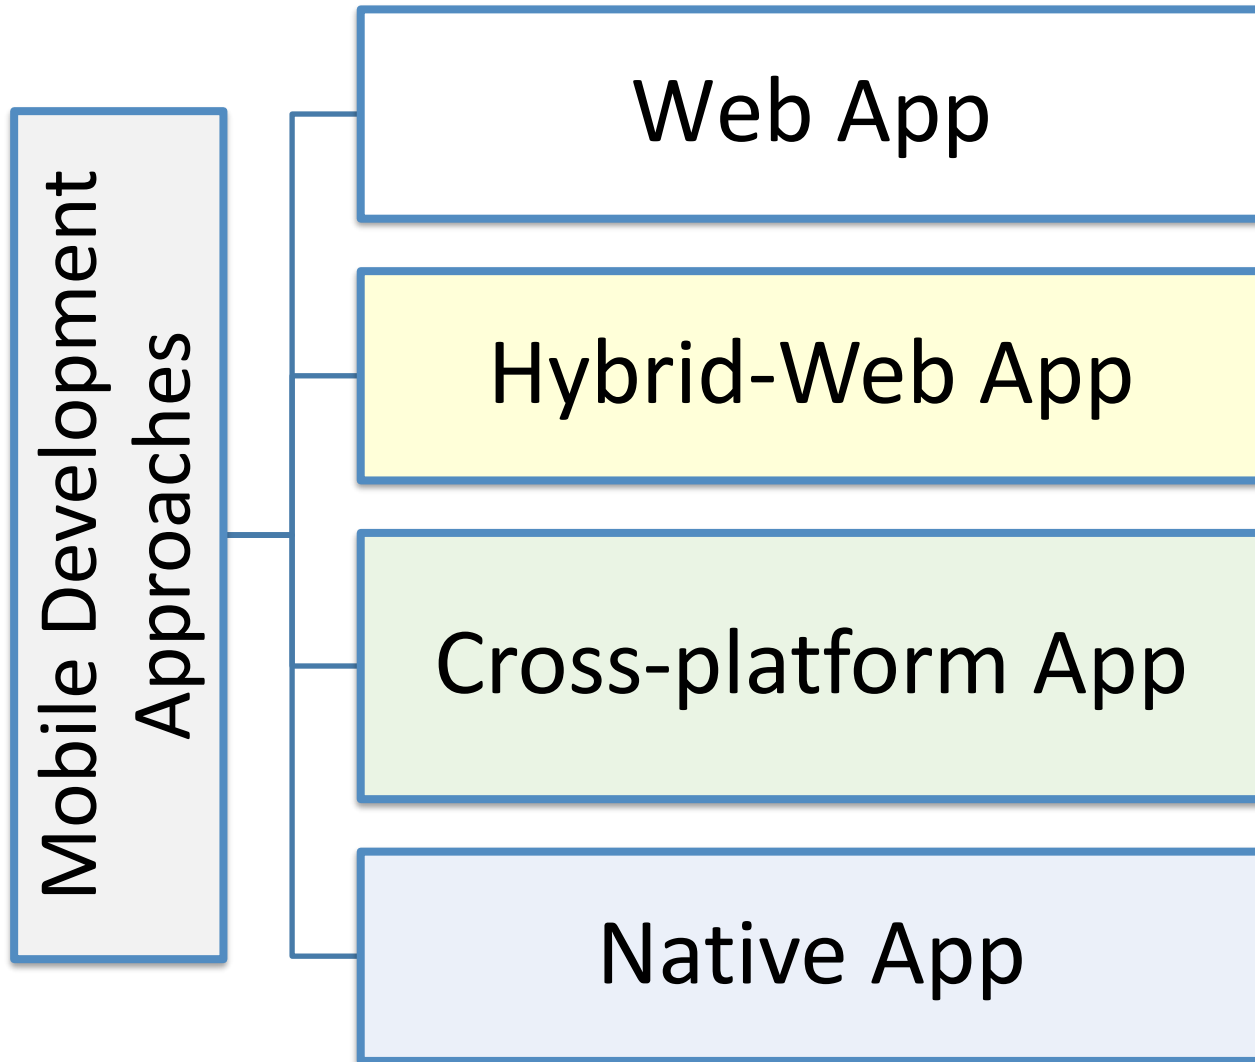 Mobile Development
Approaches
Web App
Hybrid-Web App
Cross-platform App
Native App